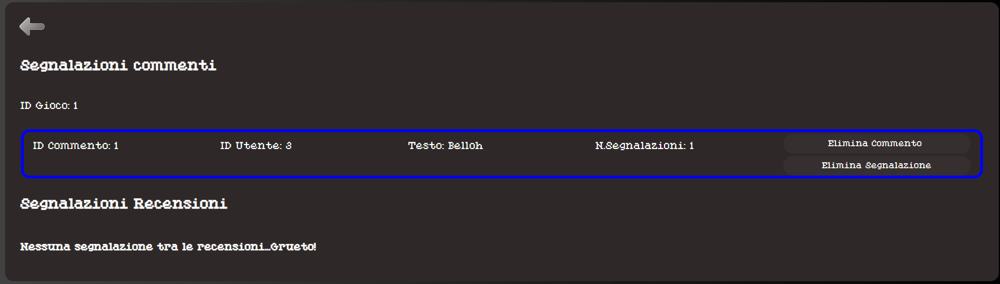 Segnalazioni commenti
ID Gioco: 1
ID Commento: 1 ID Utente: 3 Testo: Belloh N.Segnalazioni: 1 Elimina Commento
Elimina Segnalazione
Segnalazioni Recensioni
Nessuna segnalazione tra le recensioni...Grueto!